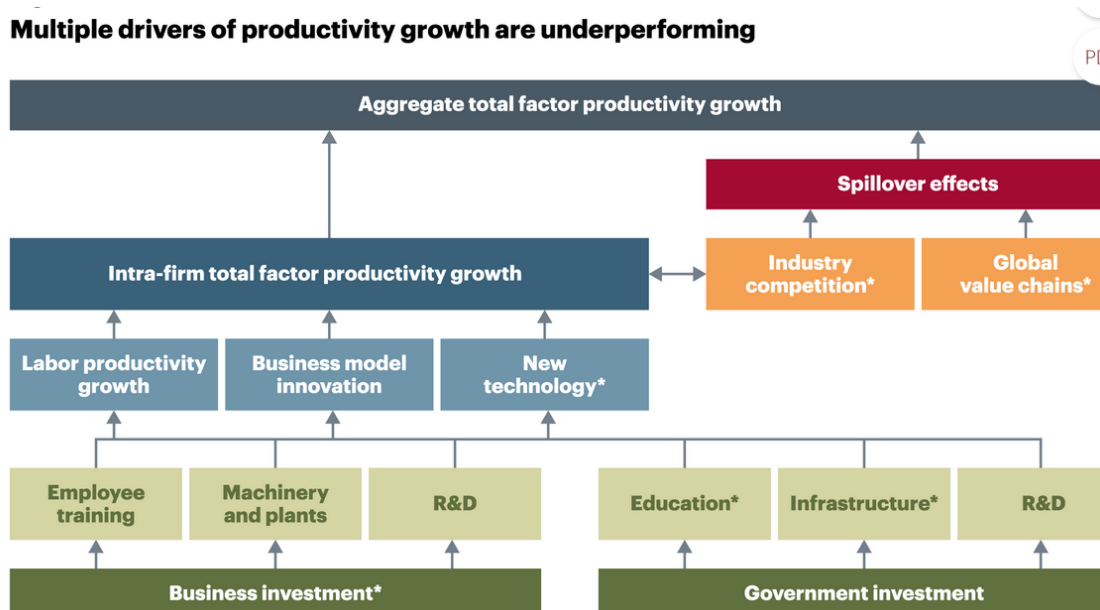 Multiple drivers of productivity growth are underperforming
Aggregate total factor productivity growth
Spillover effects
Intra-firm total factor productivity growth
Industry
competition*
Global
value chains*
Labor productivity
growth
Business model
innovation
New
technology*
Employee
training
Machinery
and plants
R&D
Education*
Infrastructure*
R&D
Business investment*
Government investment